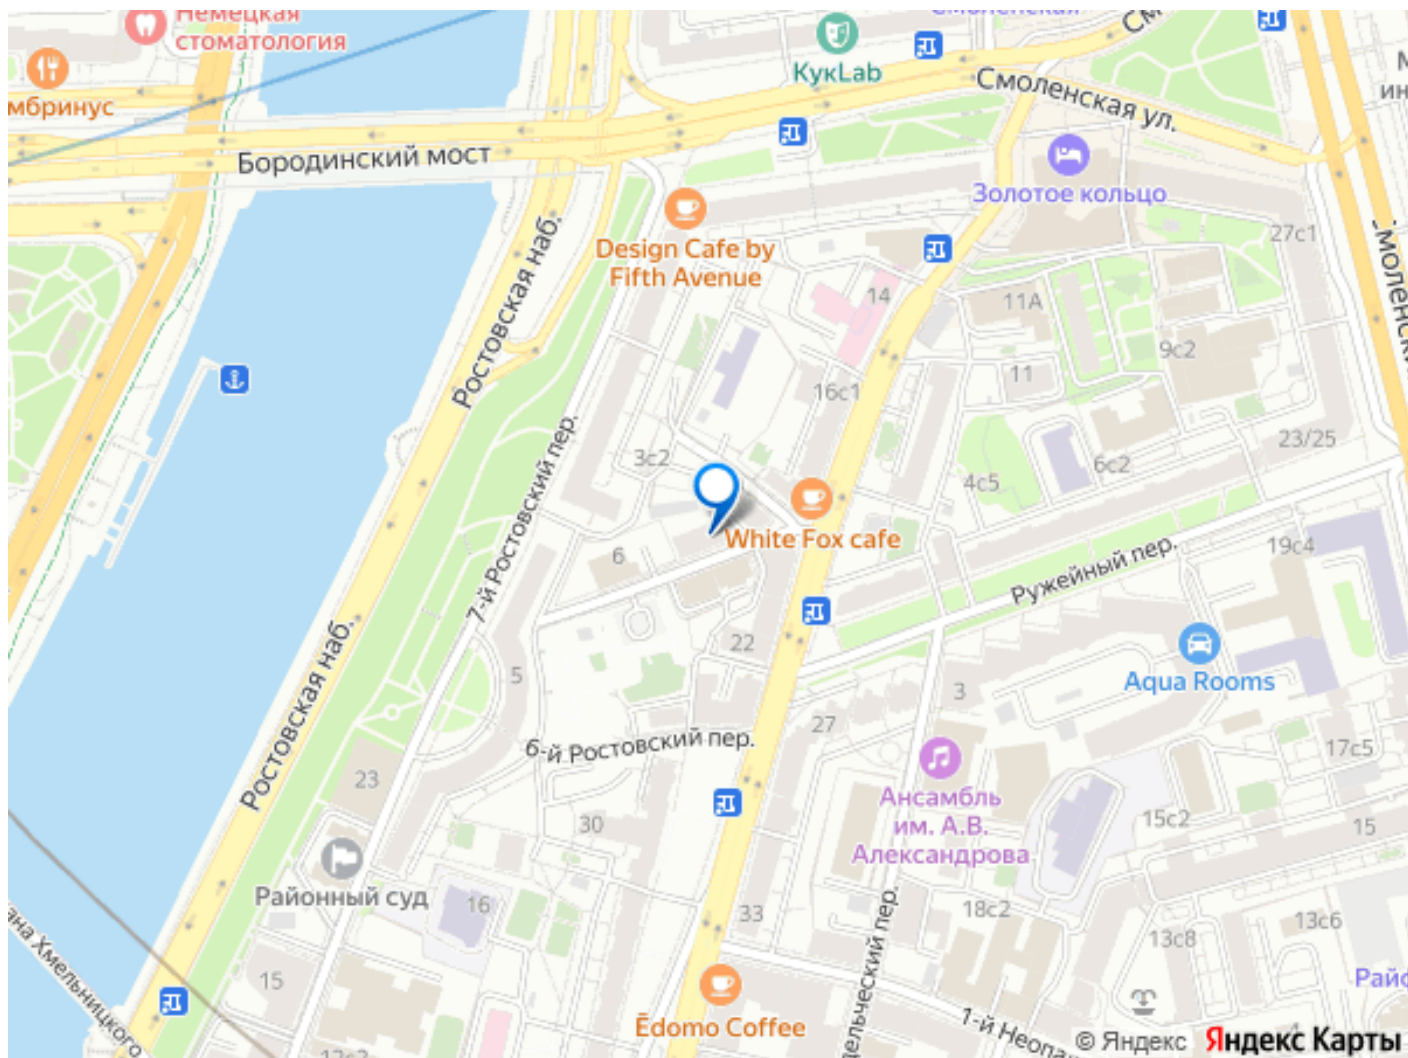 Немецкая
стоматология
Смоленская
КукLab
мбринус
Смоленская ул.
Бородинский мост
Золотое кольцо
27с1
Design Cafe by
Fifth Avenue
Ростовская наб.
14
11А
9с2
11
16с1
23/25
3с2
6с2
4с5
7-й Ростовский пер.
White Fox cafe
6
19с4
Ружейный пер.
22
5
3
Aqua Rooms
Ростовская наб.
27
6-й Ростовский пер.
17с5
23
Ансамбль
им. А.В.
Александрова
30
15с2
15
Районный суд
16
33
18с2
13с6
13с8
15
Ēdomo Coffee
1-й Неопа
© Яндекс Яндекс Карты